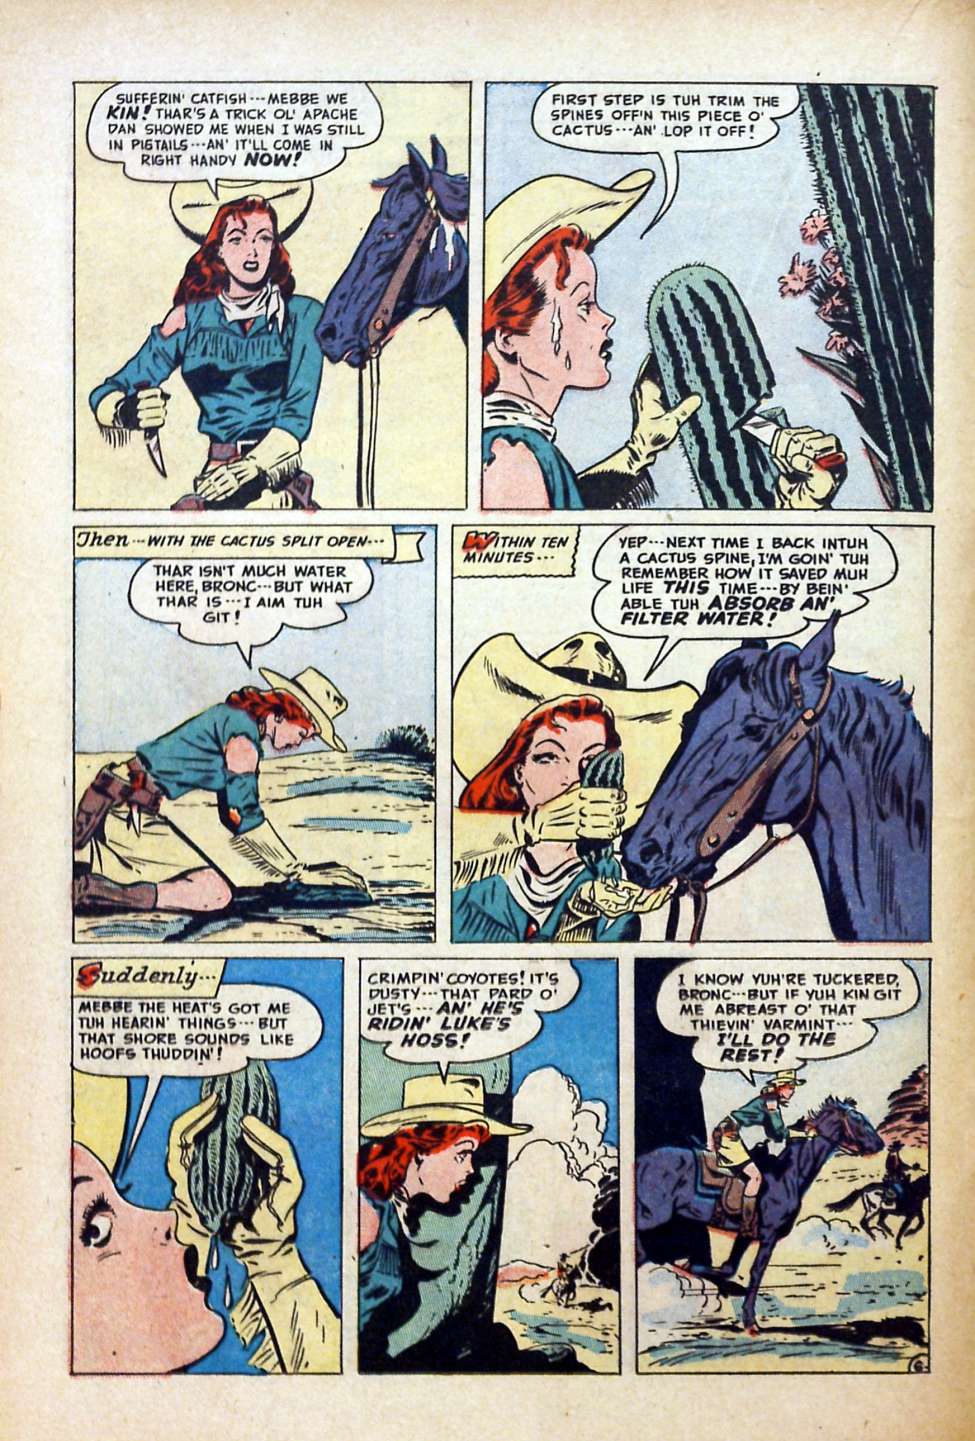 SUFFERIN' CATFISH---MEBBE WE
KIN! THAR'S A TRICK OL' APACHE
DAN SHOWED ME WHEN I WAS STILL
IN PIGTAILS---AN' IT'LL COME IN
RIGHT HANDY NOW!
FIRST STEP IS TUH TRIM THE
SPINES OFF'N THIS PIECE O'
CACTUS---AN' LOP IT OFF!
Then---WITH THE CACTUS SPLIT OPEN---
THAR ISN'T MUCH WATER
HERE, BRONC---BUT WHAT
THAR IS---I AIM TUH
GIT!
WITHIN TEN
MINUTES---
YEP---NEXT TIME I BACK INTUH
A CACTUS SPINE, I'M GOIN' TUH
REMEMBER HOW IT SAVED MUH
LIFE THIS TIME---BY BEIN'
ABLE TUH ABSORB AN'
FILTER WATER!
Suddenly---
MEBBE THE HEAT'S GOT ME
TUH HEARIN' THINGS---BUT
THAT SHORE SOUNDS LIKE
HOOFS THUDDIN'!
CRIMPIN' COYOTES! IT'S
DUSTY---THAT PARD O'
JET'S---AN' HE'S
RIDIN' LUKE'S
HOSS!
I KNOW YUH'RE TUCKERED,
BRONC---BUT IF YUH KIN GIT
ME ABREAST O' THAT
THIEVIN' VARMINT---
I'LL DO THE
REST!
6